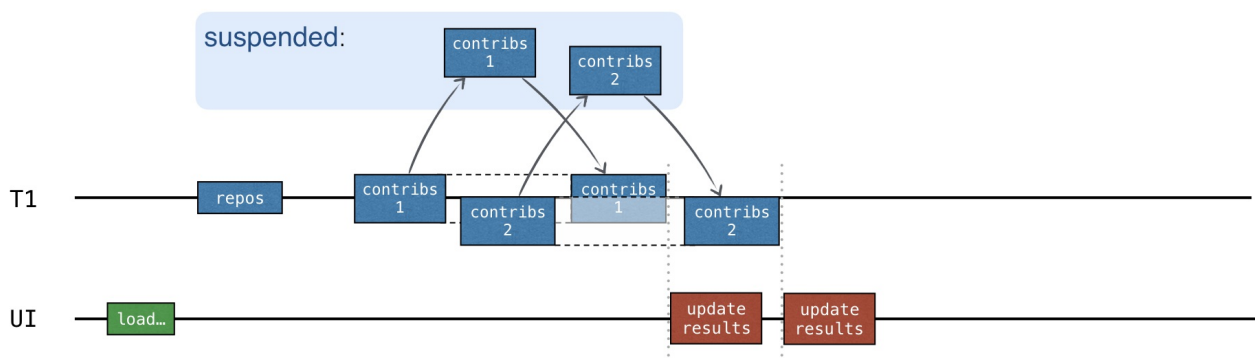 suspended:
contribs
1
contribs
2
T1
repos
contribs
1
contribs
2
contribs
1
contribs
2
UI
load…
update
results
update
results